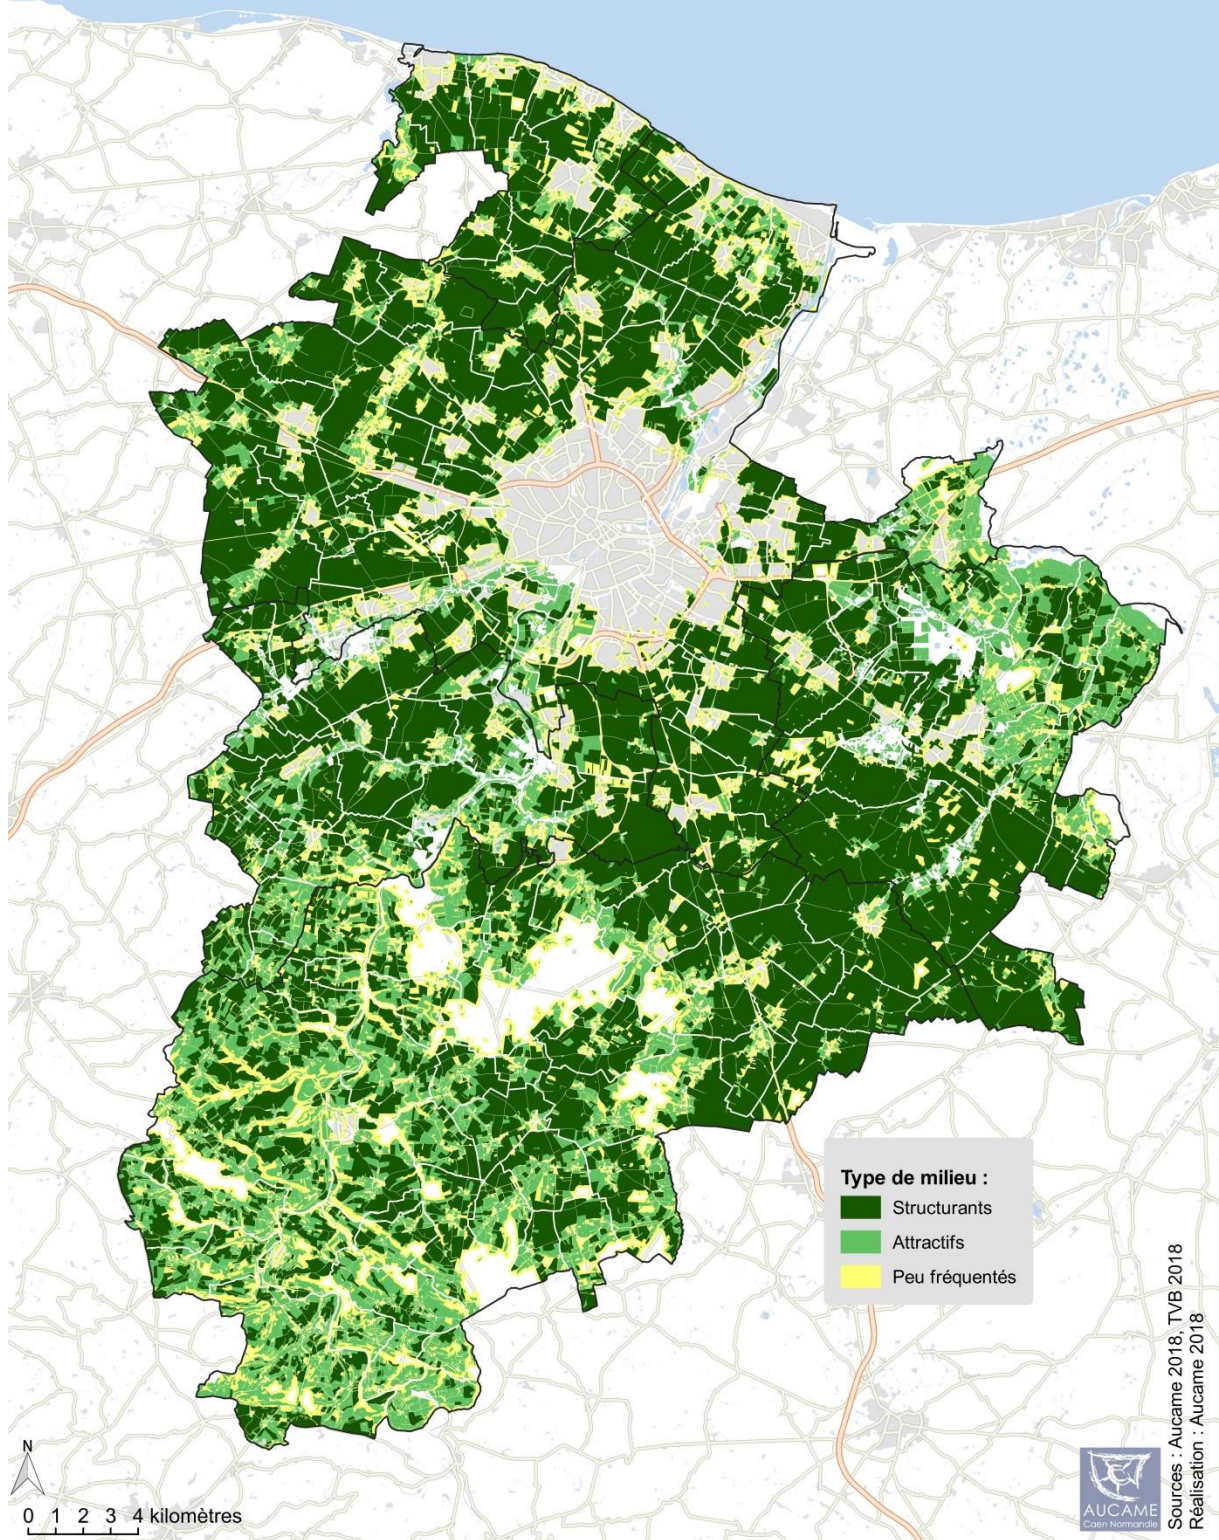 Type de milieu :
Structurants
Attractifs
Peu fréquentés
N
0 1 2 3 4 kilomètres
AUCAME
Caen Normandie
Sources : Aucame 2018, TVB 2018
Réalisation : Aucame 2018